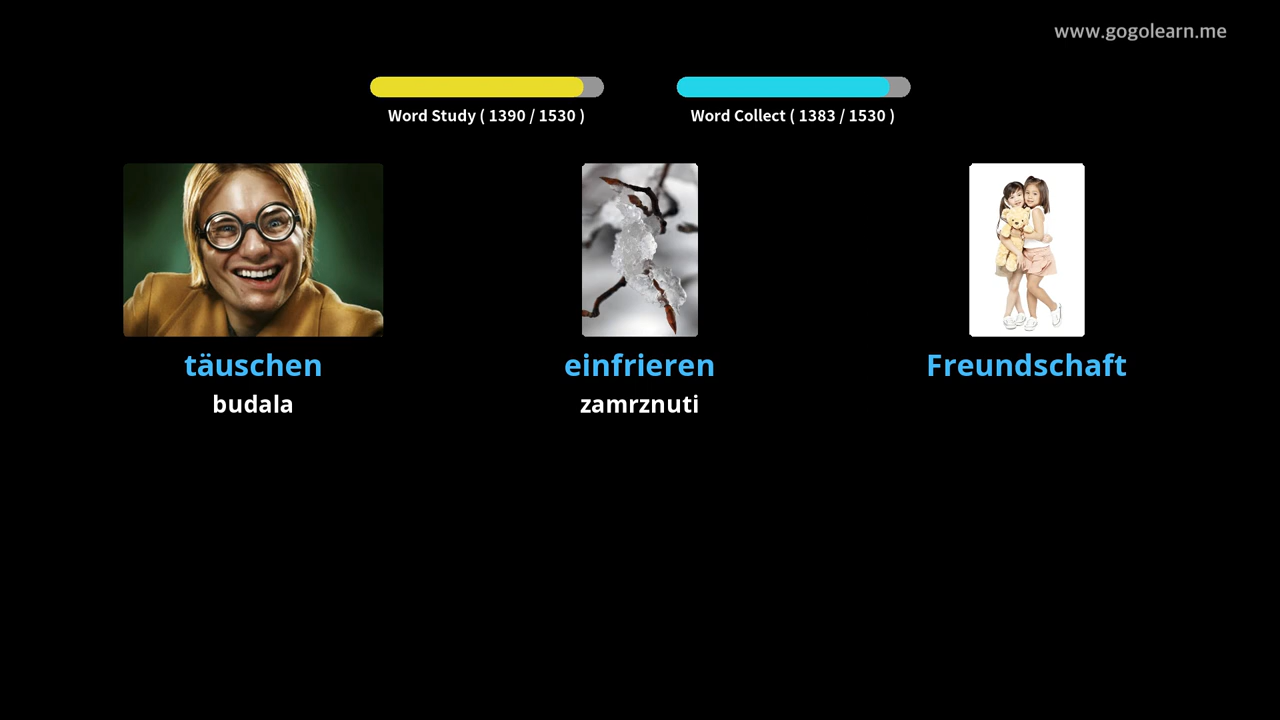 www.gogolearn.me
Word Study ( 1390 / 1530 )
Word Collect ( 1383 / 1530 )
täuschen
einfrieren
Freundschaft
budala
zamrznuti